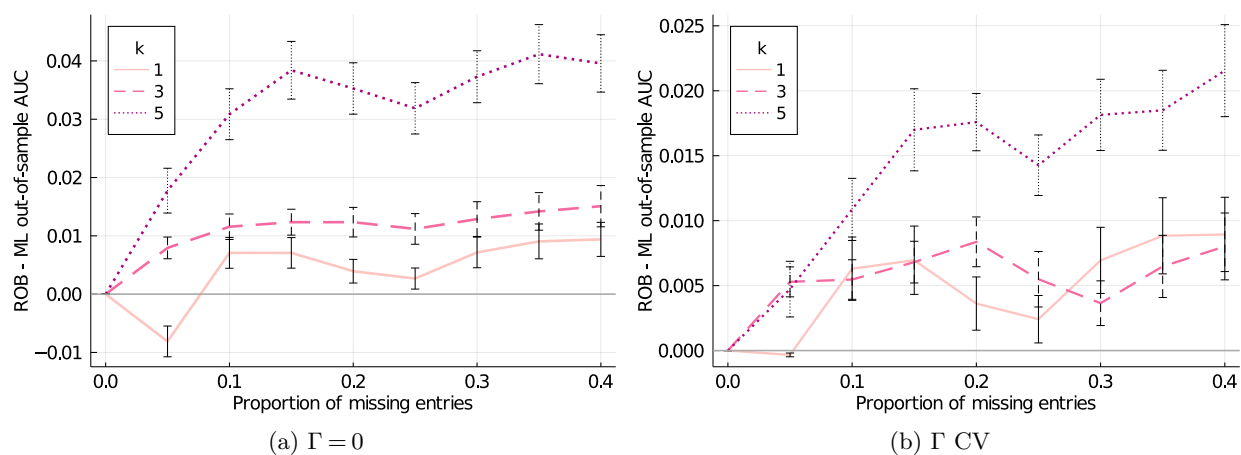 ROB - ML out-of-sample AUC
0.04
0.03
0.02
0.01
0.00
−0.01
k
1
3
5
0.0 0.1 0.2 0.3 0.4
Proportion of missing entries
(a) Γ = 0
ROB - ML out-of-sample AUC
0.025
0.020
0.015
0.010
0.005
0.000
k
1
3
5
0.0 0.1 0.2 0.3 0.4
Proportion of missing entries
(b) Γ CV